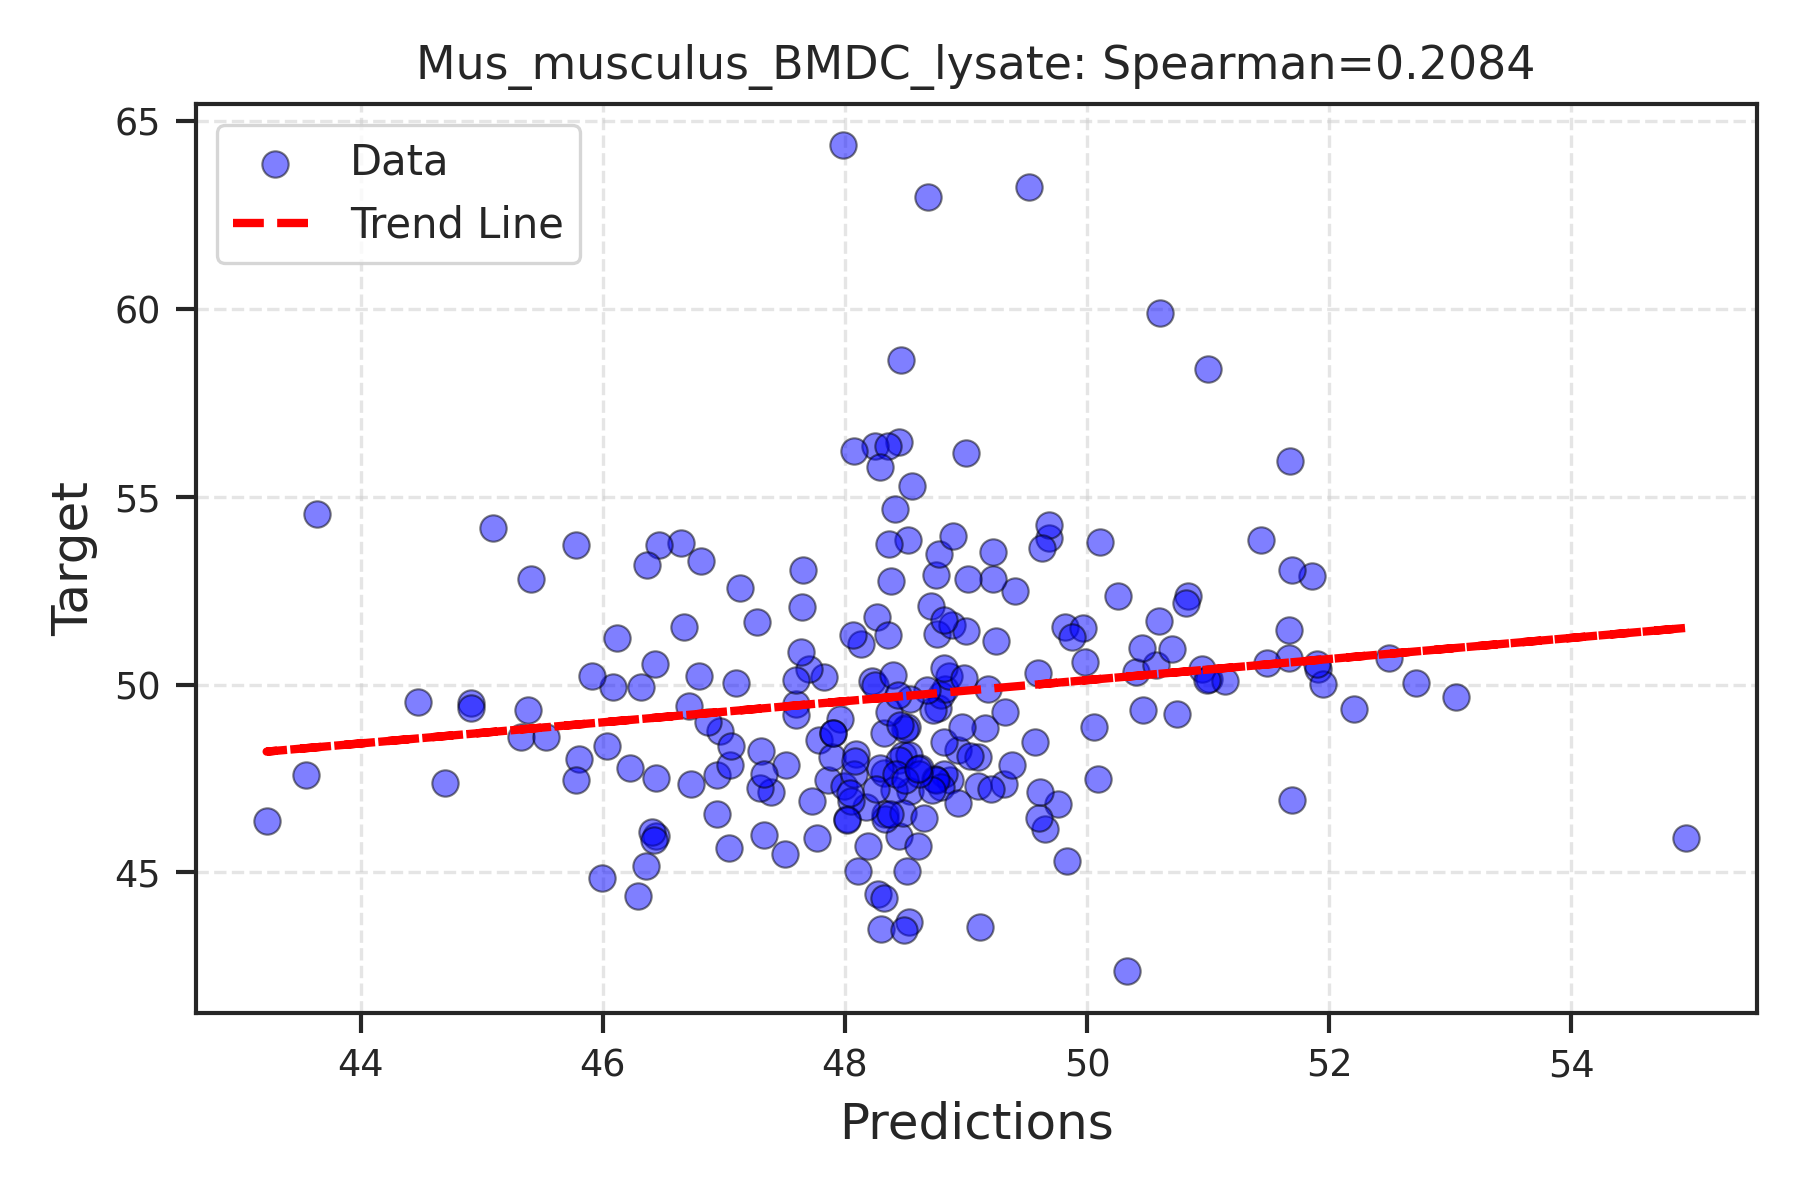 Mus_musculus_BMDC_lysate: Spearman=0.2084
Data
Trend Line
65
60
55
50
45
Target
44 46 48 50 52 54
Predictions